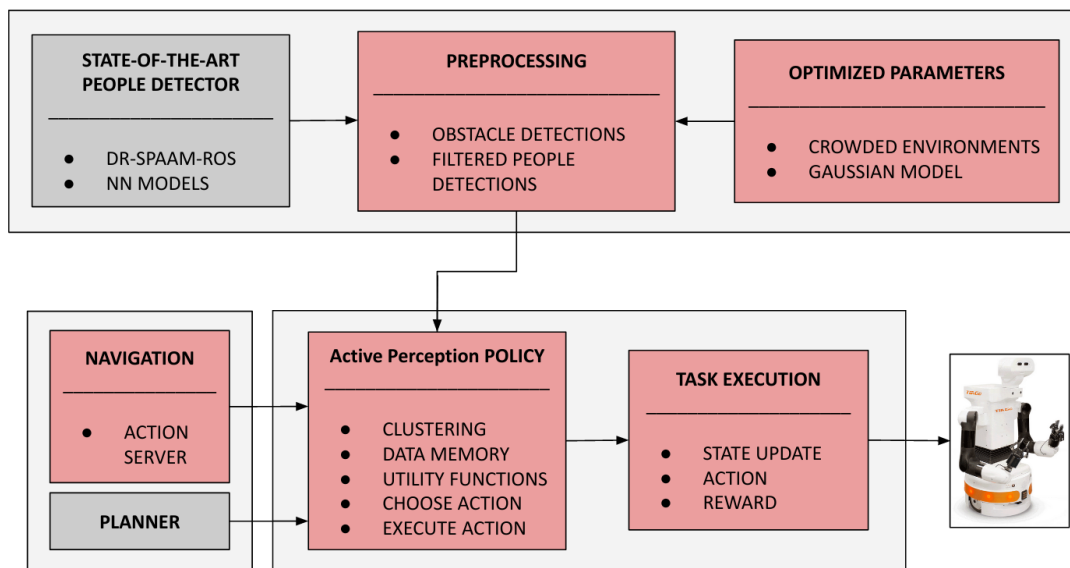 STATE-OF-THE-ART
PEOPLE DETECTOR
● DR-SPAAM-ROS
● NN MODELS
PREPROCESSING
● OBSTACLE DETECTIONS
● FILTERED PEOPLE
DETECTIONS
OPTIMIZED PARAMETERS
● CROWDED ENVIRONMENTS
● GAUSSIAN MODEL
NAVIGATION
● ACTION
SERVER
PLANNER
Active Perception POLICY
● CLUSTERING
● DATA MEMORY
● UTILITY FUNCTIONS
● CHOOSE ACTION
● EXECUTE ACTION
TASK EXECUTION
● STATE UPDATE
● ACTION
● REWARD